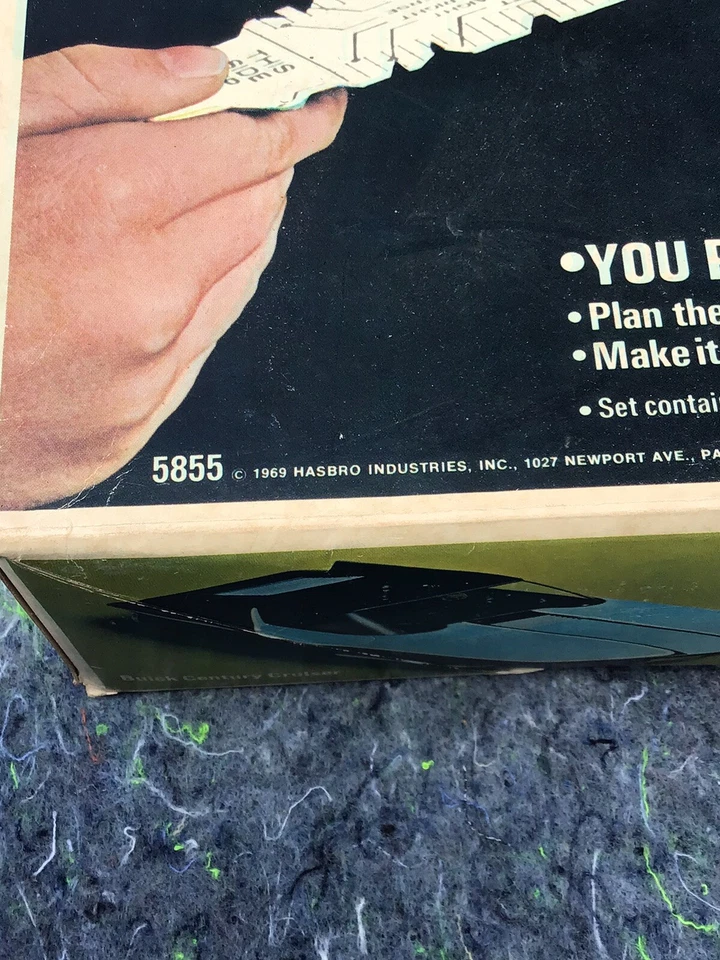 •YOU
•Plan the
•Make it
•Set contai
5855 © 1969 HASBRO INDUSTRIES, INC., 1027 NEWPORT AVE., PA
Buick Century Cruiser